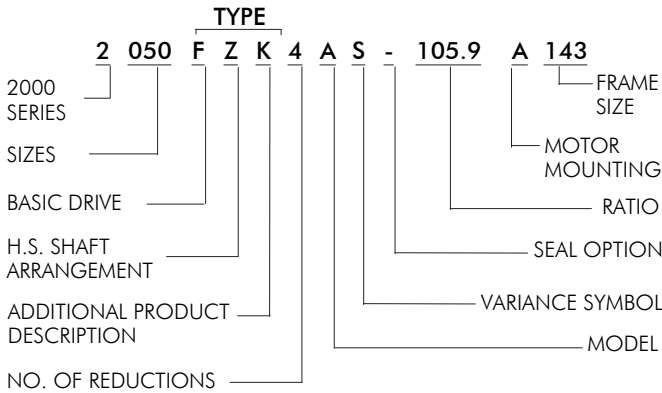 TYPE
2 050 F Z K 4 A S - 105.9 A 143
2000
SERIES
SIZES
BASIC DRIVE
H.S. SHAFT
ARRANGEMENT
ADDITIONAL PRODUCT
DESCRIPTION
NO. OF REDUCTIONS
FRAME
SIZE
MOTOR
MOUNTING
RATIO
SEAL OPTION
VARIANCE SYMBOL
MODEL